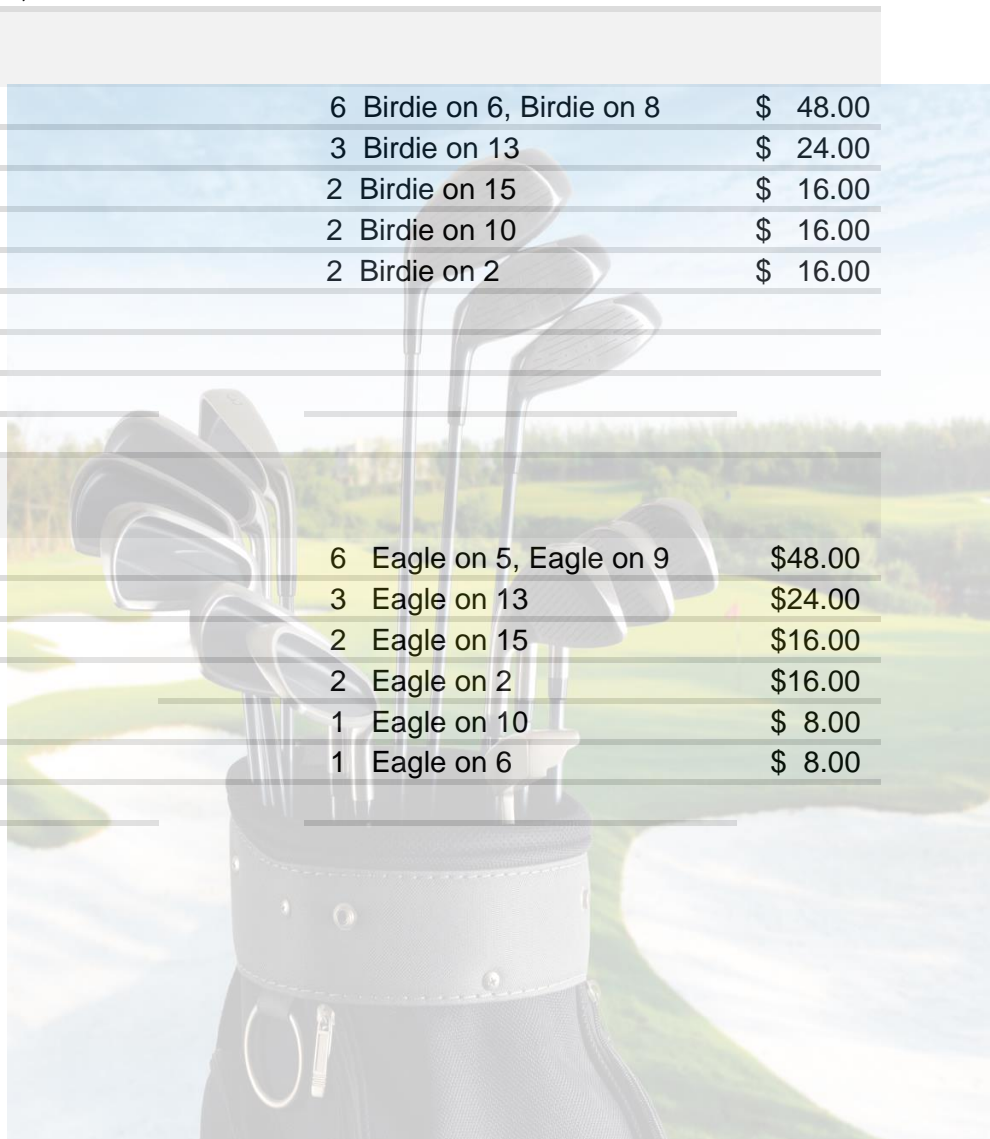 6 Birdie on 6, Birdie on 8 $ 48.00
3 Birdie on 13 $ 24.00
2 Birdie on 15 $ 16.00
2 Birdie on 10 $ 16.00
2 Birdie on 2 $ 16.00
6 Eagle on 5, Eagle on 9 $48.00
3 Eagle on 13 $24.00
2 Eagle on 15 $16.00
2 Eagle on 2 $16.00
1 Eagle on 10 $ 8.00
1 Eagle on 6 $ 8.00